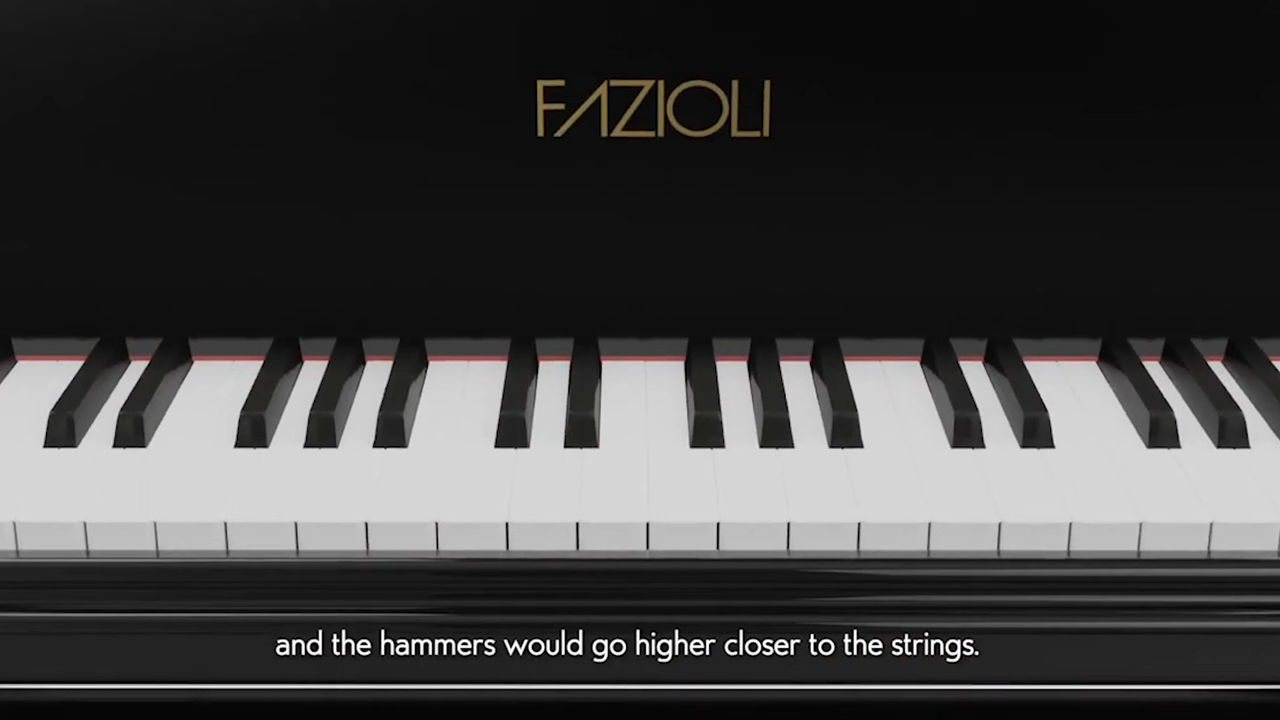 FAZIOLI
and the hammers would go higher closer to the strings.